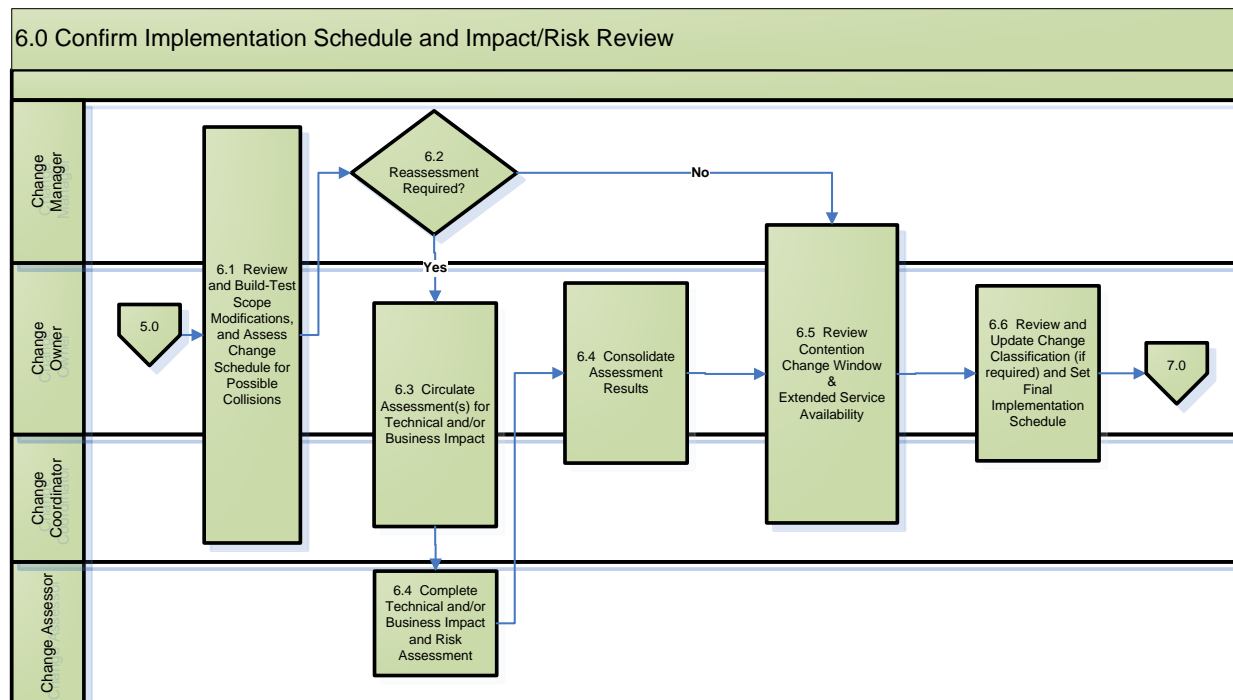 6.0 Confirm Implementation Schedule and Impact/Risk Review
Change
Manager
6.2
Reassessment
Required?
No
Yes
Change
Owner
5.0
6.1 Review
and Build-Test
Scope
Modifications,
and Assess
Change
Schedule for
Possible
Collisions
6.3 Circulate
Assessment(s) for
Technical and/or
Business Impact
6.4 Consolidate
Assessment
Results
6.5 Review
Contention
Change Window
&
Extended Service
Availability
6.6 Review and
Update Change
Classification (if
required) and Set
Final
Implementation
Schedule
7.0
Change
Coordinator
Change Assessor
6.4 Complete
Technical and/or
Business Impact
and Risk
Assessment